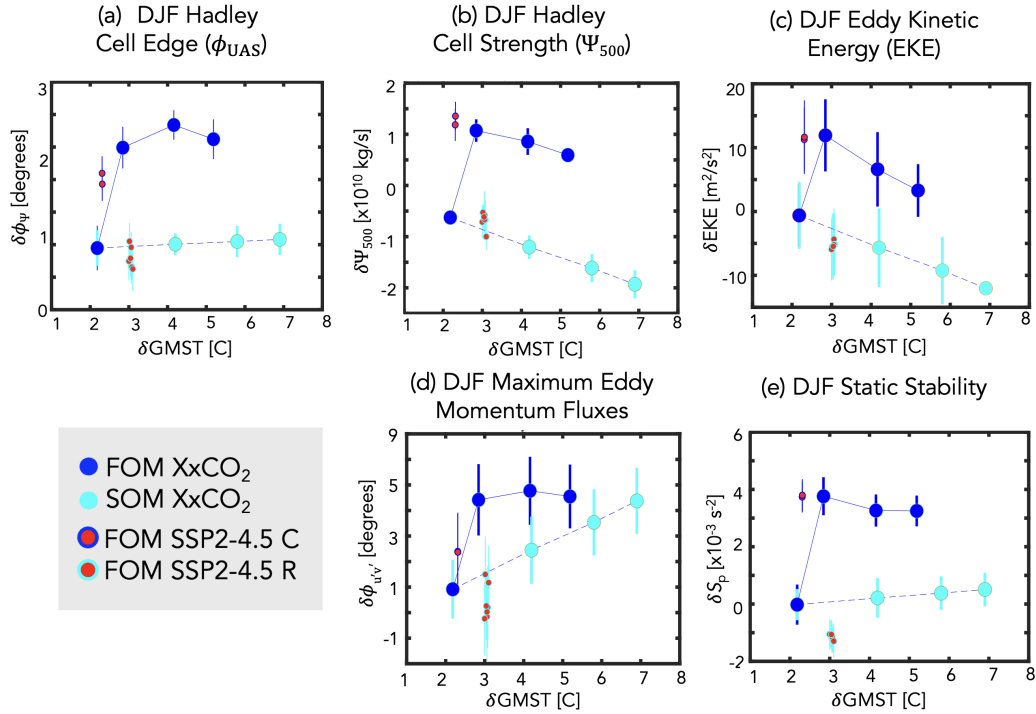 (a) DJF Hadley
Cell Edge (ϕUAS)
3
2
1
0
δϕΨ [degrees]
1 2 3 4 5 6 7 8
δGMST [C]
(b) DJF Hadley
Cell Strength (Ψ500)
2
1
0
-1
-2
δΨ500 [x10¹⁰ kg/s]
1 2 3 4 5 6 7 8
δGMST [C]
(c) DJF Eddy Kinetic
Energy (EKE)
20
10
0
-10
δEKE [m²/s²]
1 2 3 4 5 6 7 8
δGMST [C]
FOM XxCO₂
SOM XxCO₂
FOM SSP2-4.5 C
FOM SSP2-4.5 R
(d) DJF Maximum Eddy
Momentum Fluxes
9
7
5
3
1
-1
δϕu'v' [degrees]
1 2 3 4 5 6 7 8
δGMST [C]
(e) DJF Static Stability
6
4
2
0
-2
δSp [x10⁻³ s⁻²]
1 2 3 4 5 6 7 8
δGMST [C]